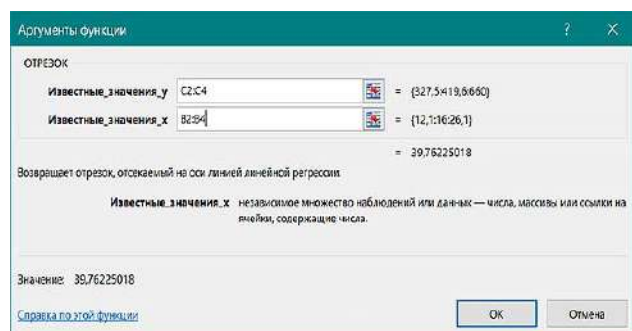 Аргументы функции ? ×
ОТРЕЗОК
Известные_значения_y C2:C4 = {327,5:419,6:660}
Известные_значения_x B2:B4 = {12,1:16:26,1}
= 39,76225018
Возвращает отрезок, отсекаемый на оси линией линейной регрессии.
Известные_значения_x независимое множество наблюдений или данных — числа, массивы или ссылки на
ячейки, содержащие числа.
Значение: 39,76225018
Справка по этой функции ОК Отмена